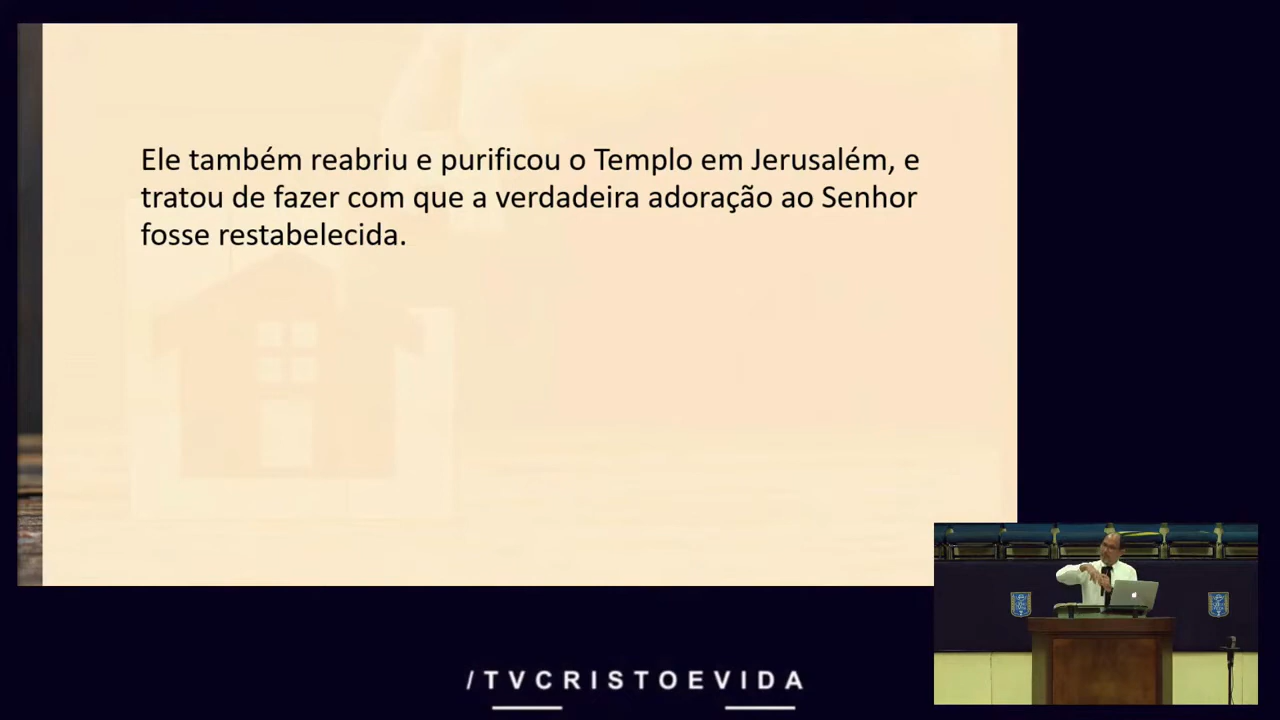 Ele também reabriu e purificou o Templo em Jerusalém, e
tratou de fazer com que a verdadeira adoração ao Senhor
fosse restabelecida.
/TVCRISTOEVIDA